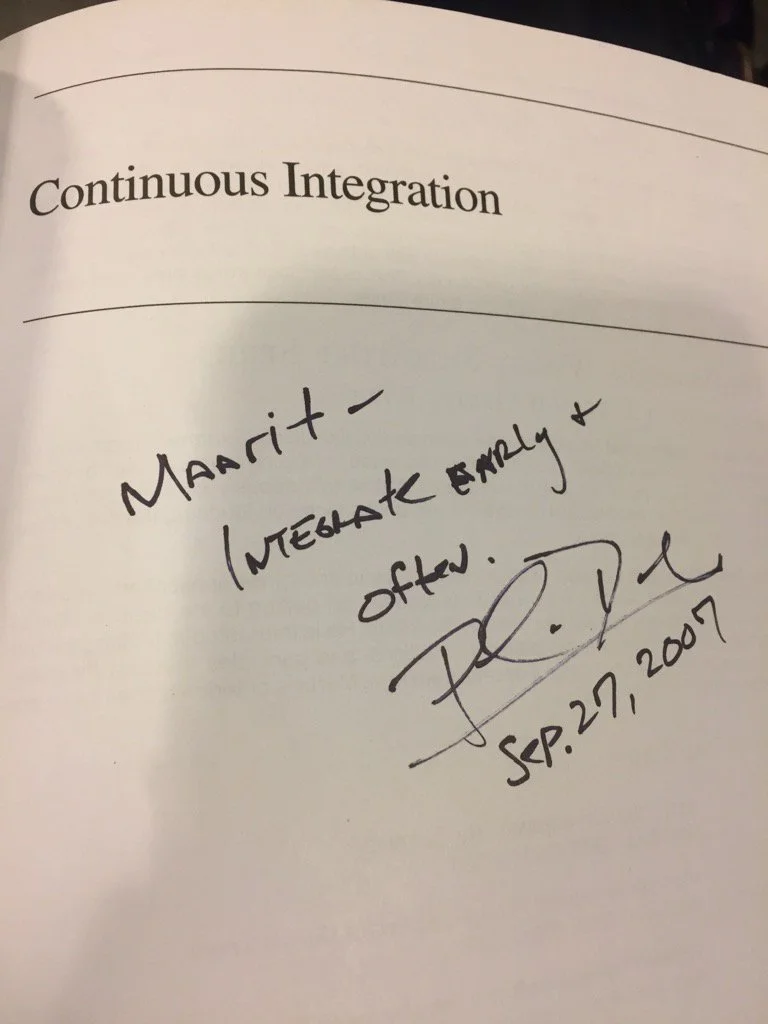 Continuous Integration
Maarit –
INTEGRATE EARLY +
often.
Sep. 27, 2007